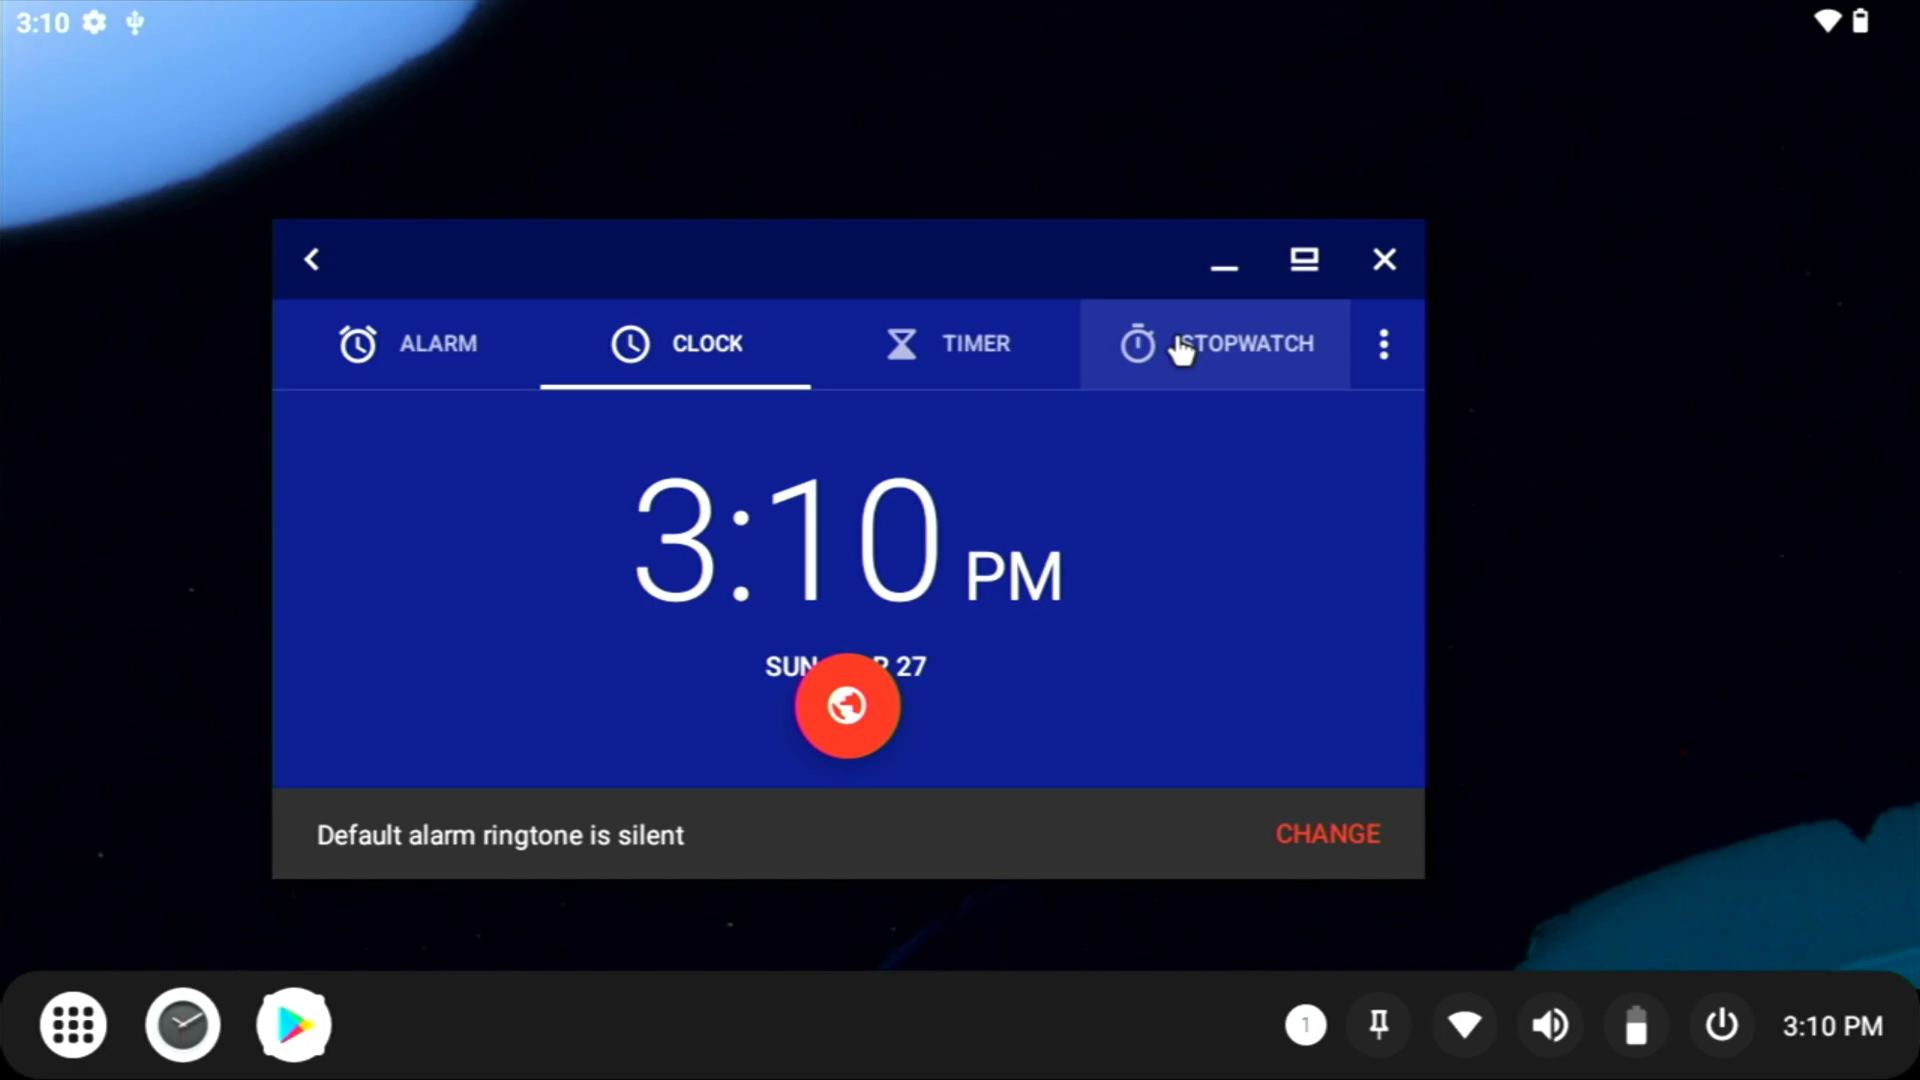 3:10
ALARM
CLOCK
TIMER
STOPWATCH
3:10 PM
SUN 27
Default alarm ringtone is silent
CHANGE
1
3:10 PM